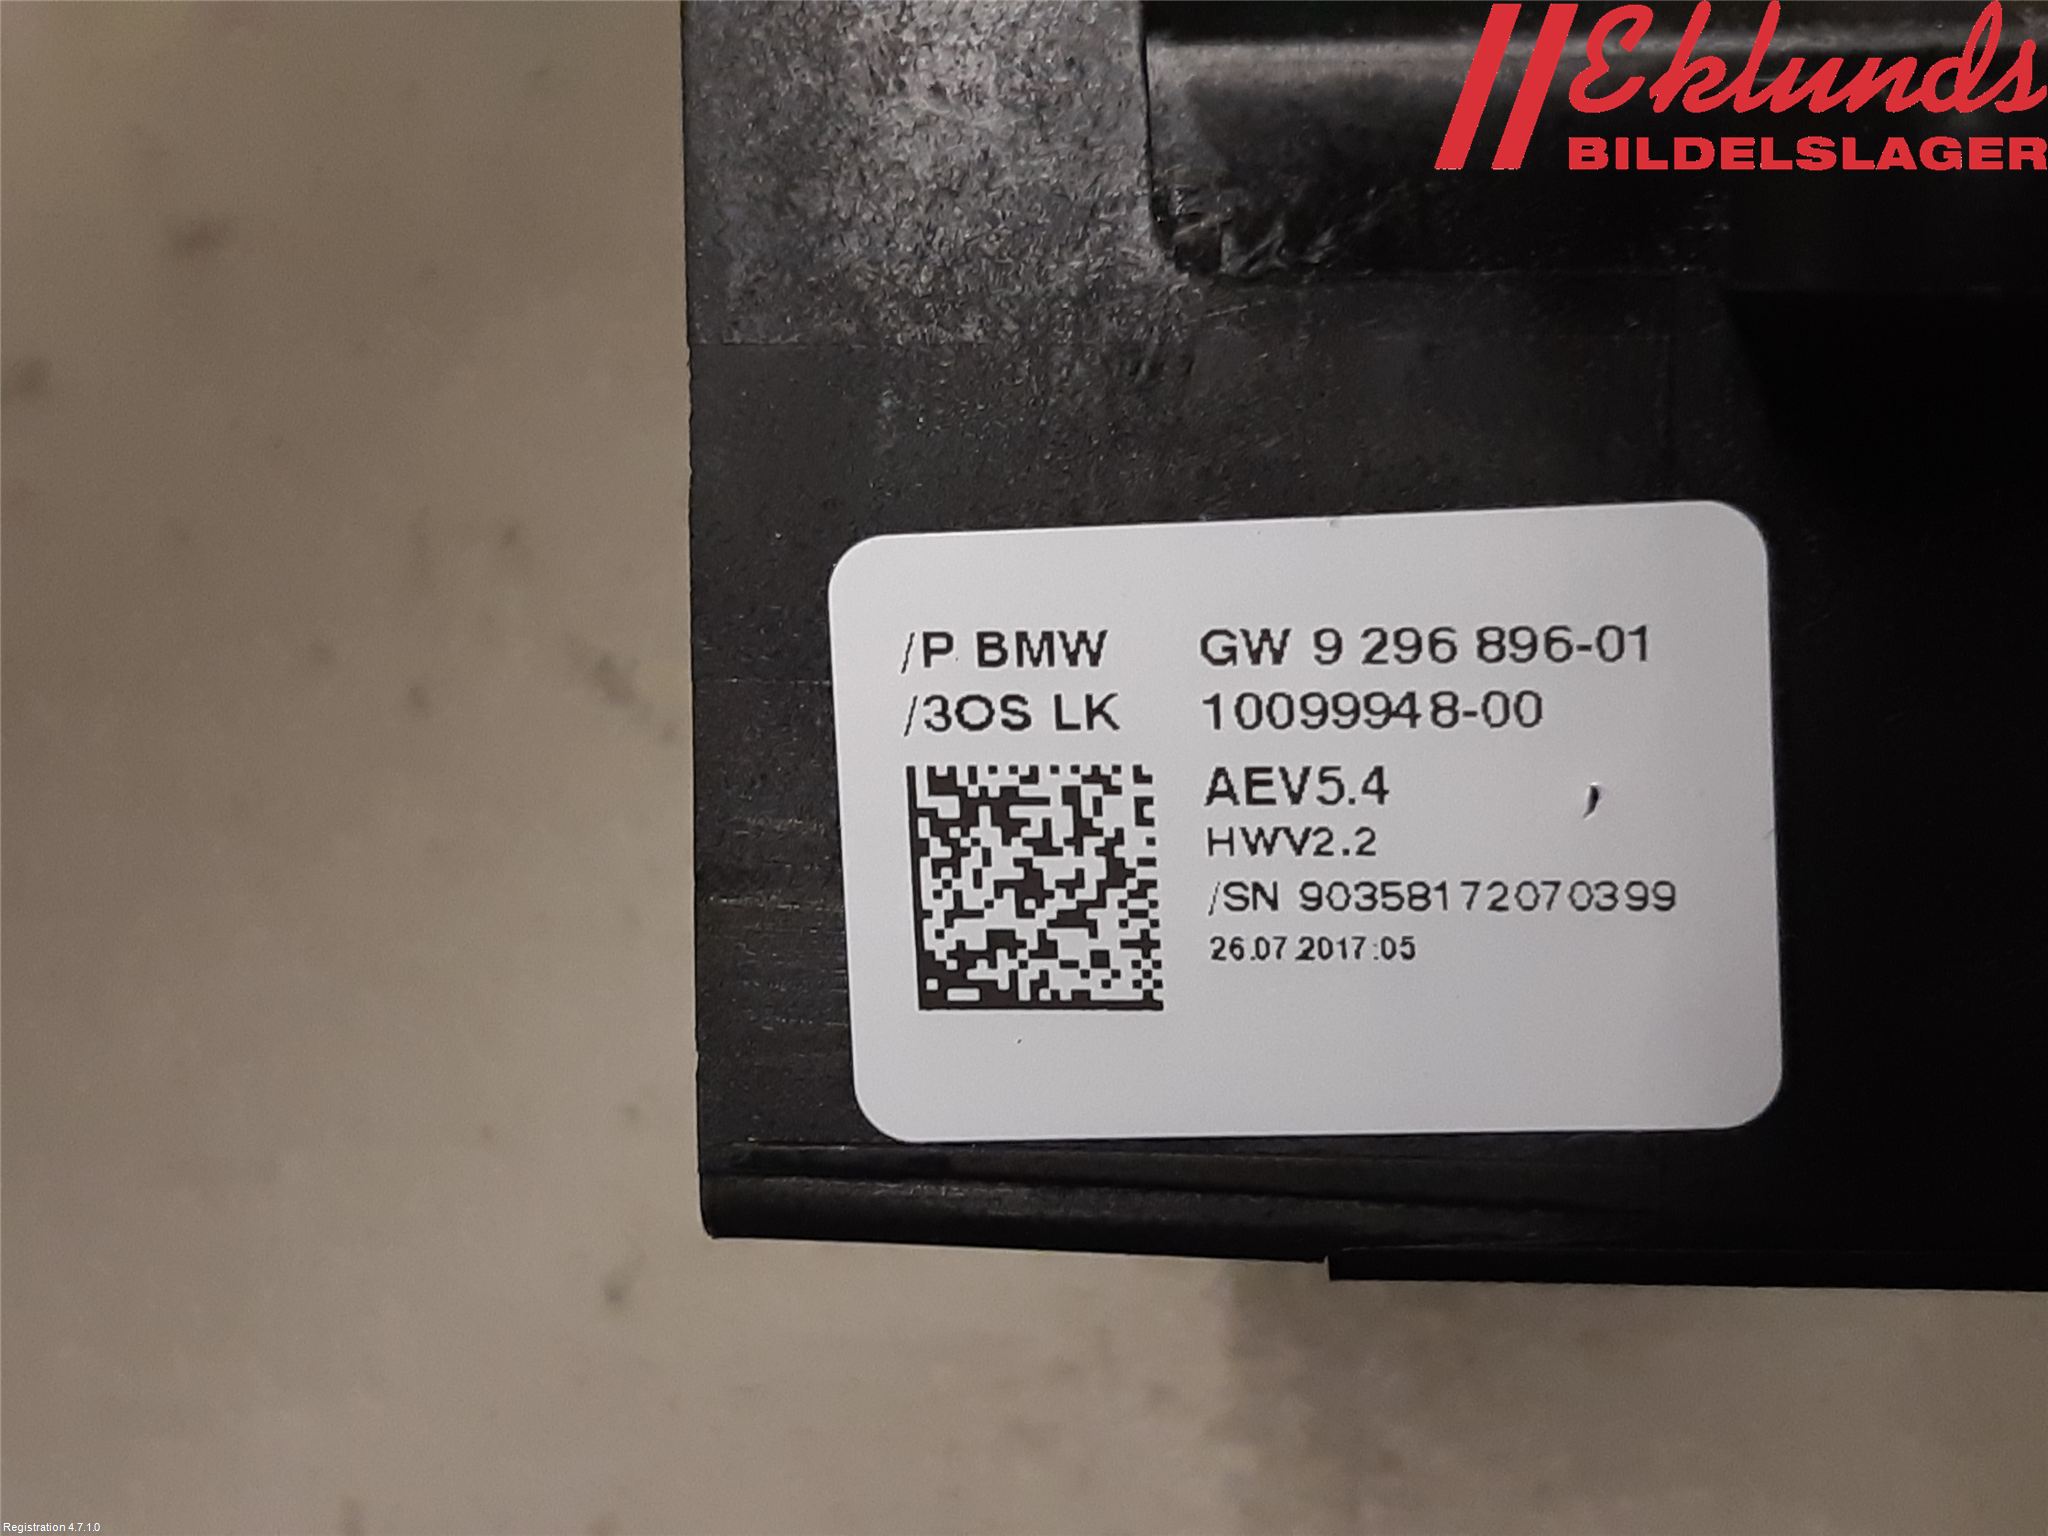 Eklunds
BILDELSLAGER
/P BMW GW 9 296 896-01
/3OS LK 10099948-00
AEV5.4
HWV2.2
/SN 90358172070399
26.07.2017:05
Registration 4.7.1.0